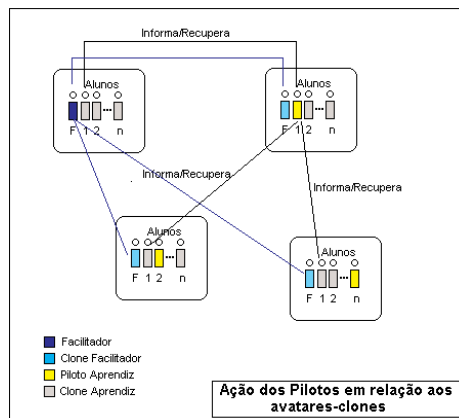 Informa/Recupera
Alunos
F 1 2 ... n
Alunos
F 1 2 ... n
Informa/Recupera
Informa/Recupera
Alunos
F 1 2 ... n
Alunos
F 1 2 ... n
Facilitador
Clone Facilitador
Piloto Aprendiz
Clone Aprendiz
Ação dos Pilotos em relação aos
avatares-clones